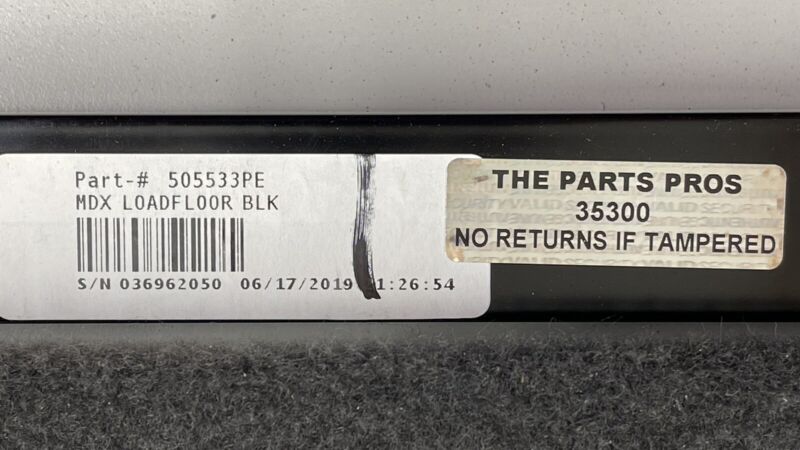 Part-# 505533PE
MDX LOADFLOOR BLK
S/N 036962050 06/17/2019 1:26:54
THE PARTS PROS
35300
NO RETURNS IF TAMPERED